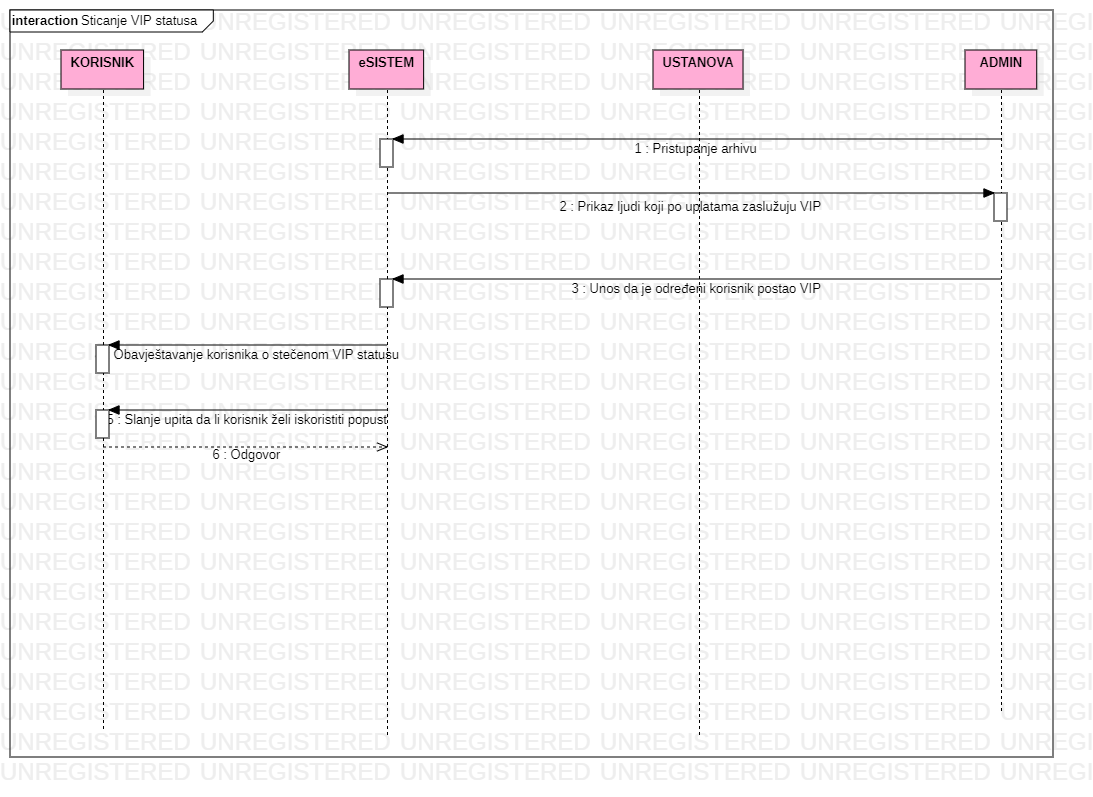 interaction Sticanje VIP statusa
KORISNIK
eSISTEM
USTANOVA
ADMIN
1 : Pristupanje arhivu
2 : Prikaz ljudi koji po uplatama zaslužuju VIP
3 : Unos da je određeni korisnik postao VIP
Obavještavanje korisnika o stečenom VIP statusu
5 : Slanje upita da li korisnik želi iskoristiti popust
6 : Odgovor
UNREGISTERED